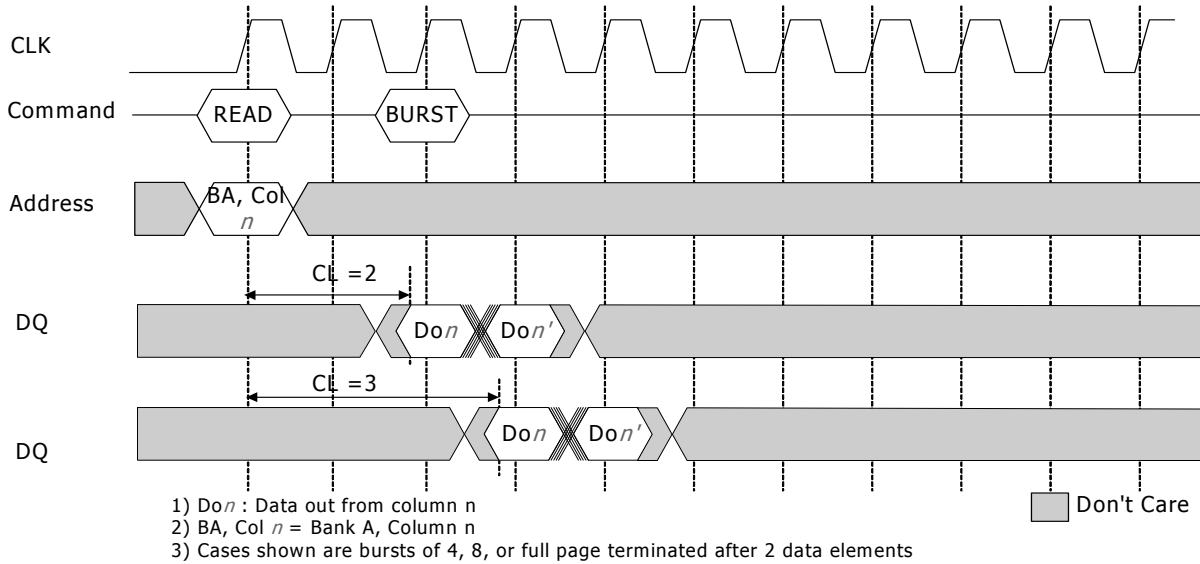 CLK
Command
READ
BURST
Address
BA, Col
n
CL =2
DQ
Don
Don'
CL =3
DQ
Don
Don'
1) Don : Data out from column n
2) BA, Col n = Bank A, Column n
3) Cases shown are bursts of 4, 8, or full page terminated after 2 data elements
Don't Care